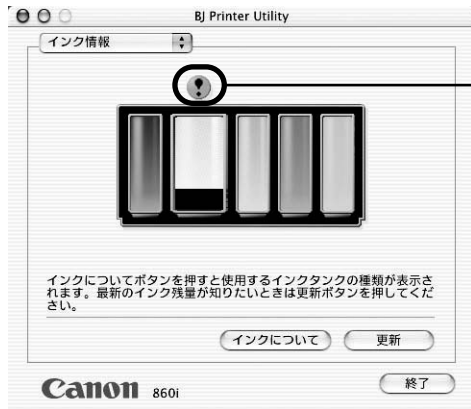 BJ Printer Utility
インク情報
インクについてボタンを押すと使用するインクタンクの種類が表示さ
れます。最新のインク残量が知りたいときは更新ボタンを押してくだ
さい。
インクについて 更新
Canon 860i 終了